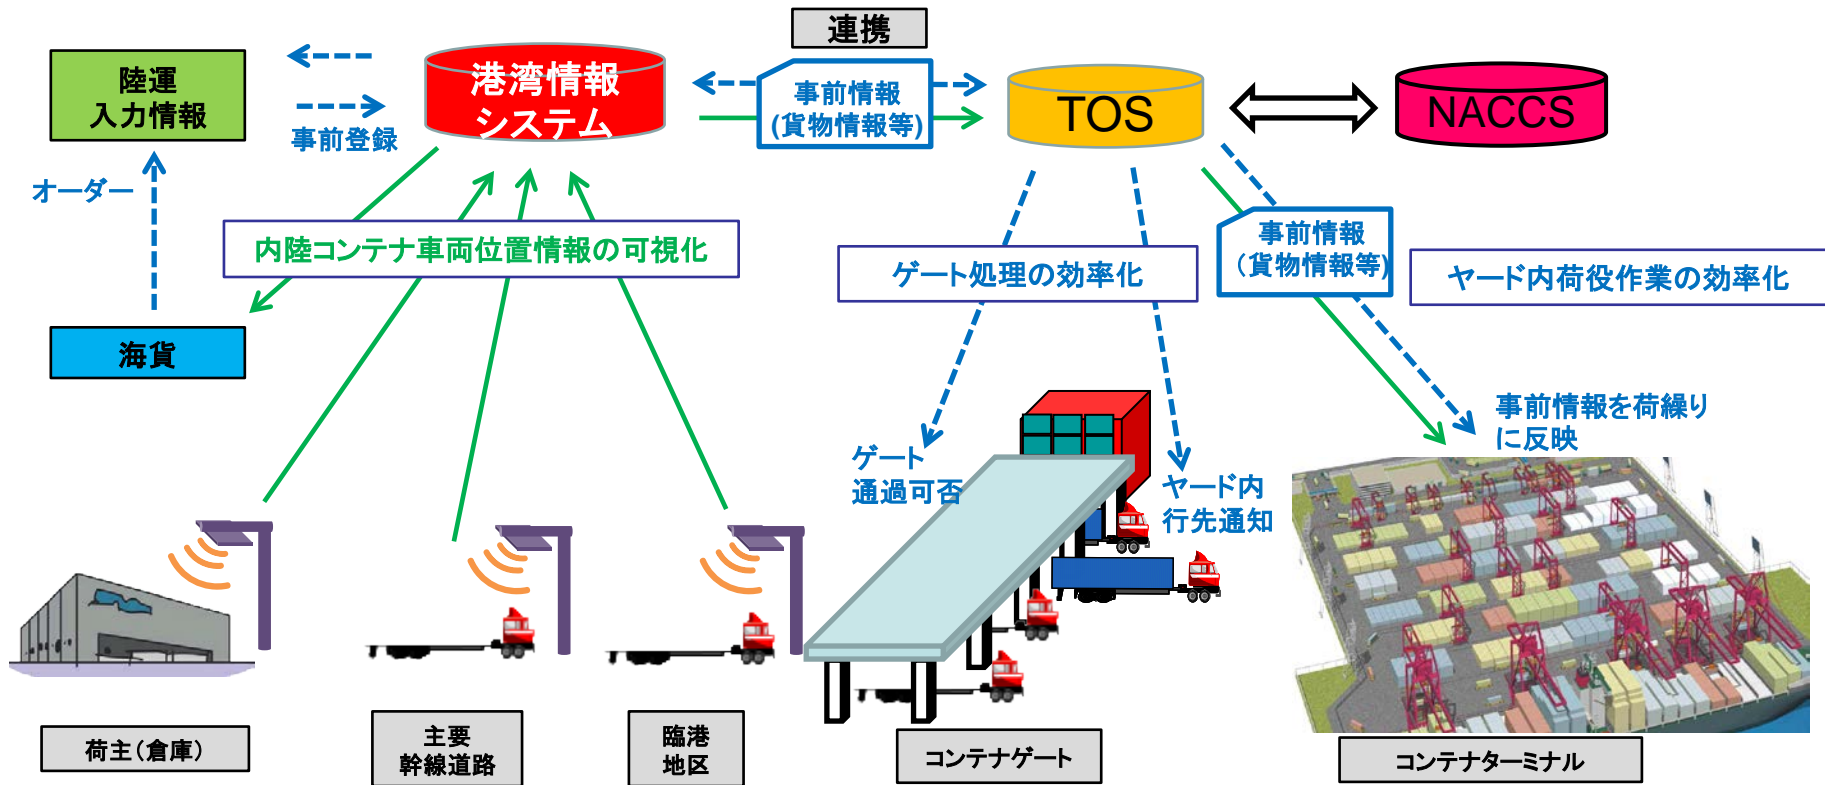 連携
陸運
入力情報
港湾情報
システム
事前情報
(貨物情報等)
TOS
NACCS
事前登録
オーダー
内陸コンテナ車両位置情報の可視化
ゲート処理の効率化
事前情報
（貨物情報等)
ヤード内荷役作業の効率化
海貨
事前情報を荷繰り
に反映
ゲート
通過可否
ヤード内
行先通知
荷主（倉庫）
主要
幹線道路
臨港
地区
コンテナゲート
コンテナターミナル